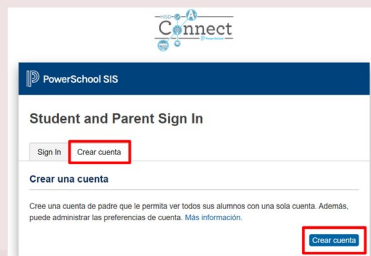 Connect
PowerSchool SIS
Student and Parent Sign In
Sign In Crear cuenta
Crear una cuenta
Cree una cuenta de padre que le permita ver todos sus alumnos con una sola cuenta. Además,
puede administrar las preferencias de cuenta. Más información.
Crear cuenta